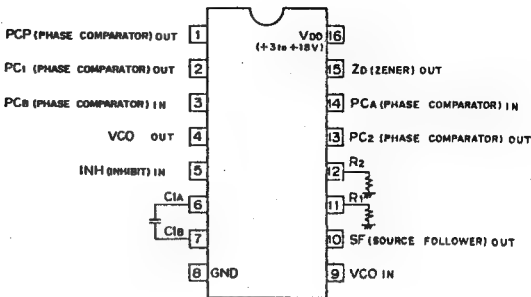 PCP (PHASE COMPARATOR) OUT 1
PC1 (PHASE COMPARATOR) OUT 2
PCB (PHASE COMPARATOR) IN 3
VCO OUT 4
INH (INHIBIT) IN 5
C1A 6
C1B 7
8 GND
VDD 16
(+3 to +18V)
15 ZD (ZENER) OUT
14 PCA (PHASE COMPARATOR) IN
13 PC2 (PHASE COMPARATOR) OUT
12 R2
11 R1
10 SF (SOURCE FOLLOWER) OUT
9 VCO IN